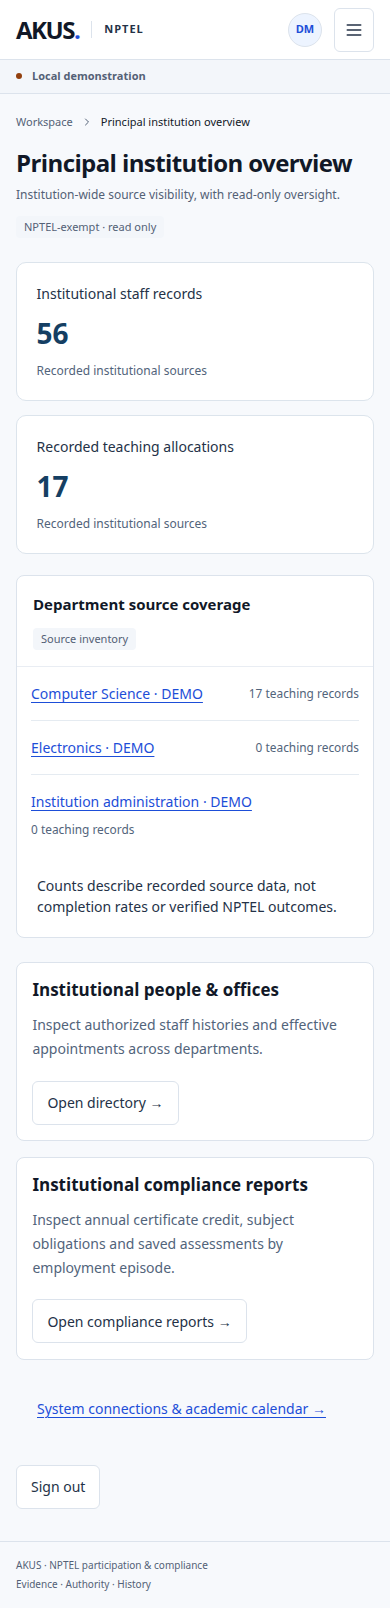 AKUS. NPTEL DM
Local demonstration
Workspace > Principal institution overview
Principal institution overview
Institution-wide source visibility, with read-only oversight.
NPTEL-exempt · read only
Institutional staff records
56
Recorded institutional sources
Recorded teaching allocations
17
Recorded institutional sources
Department source coverage
Source inventory
Computer Science · DEMO 17 teaching records
Electronics · DEMO 0 teaching records
Institution administration · DEMO
0 teaching records
Counts describe recorded source data, not
completion rates or verified NPTEL outcomes.
Institutional people & offices
Inspect authorized staff histories and effective
appointments across departments.
Open directory →
Institutional compliance reports
Inspect annual certificate credit, subject
obligations and saved assessments by
employment episode.
Open compliance reports →
System connections & academic calendar →
Sign out
AKUS · NPTEL participation & compliance
Evidence · Authority · History